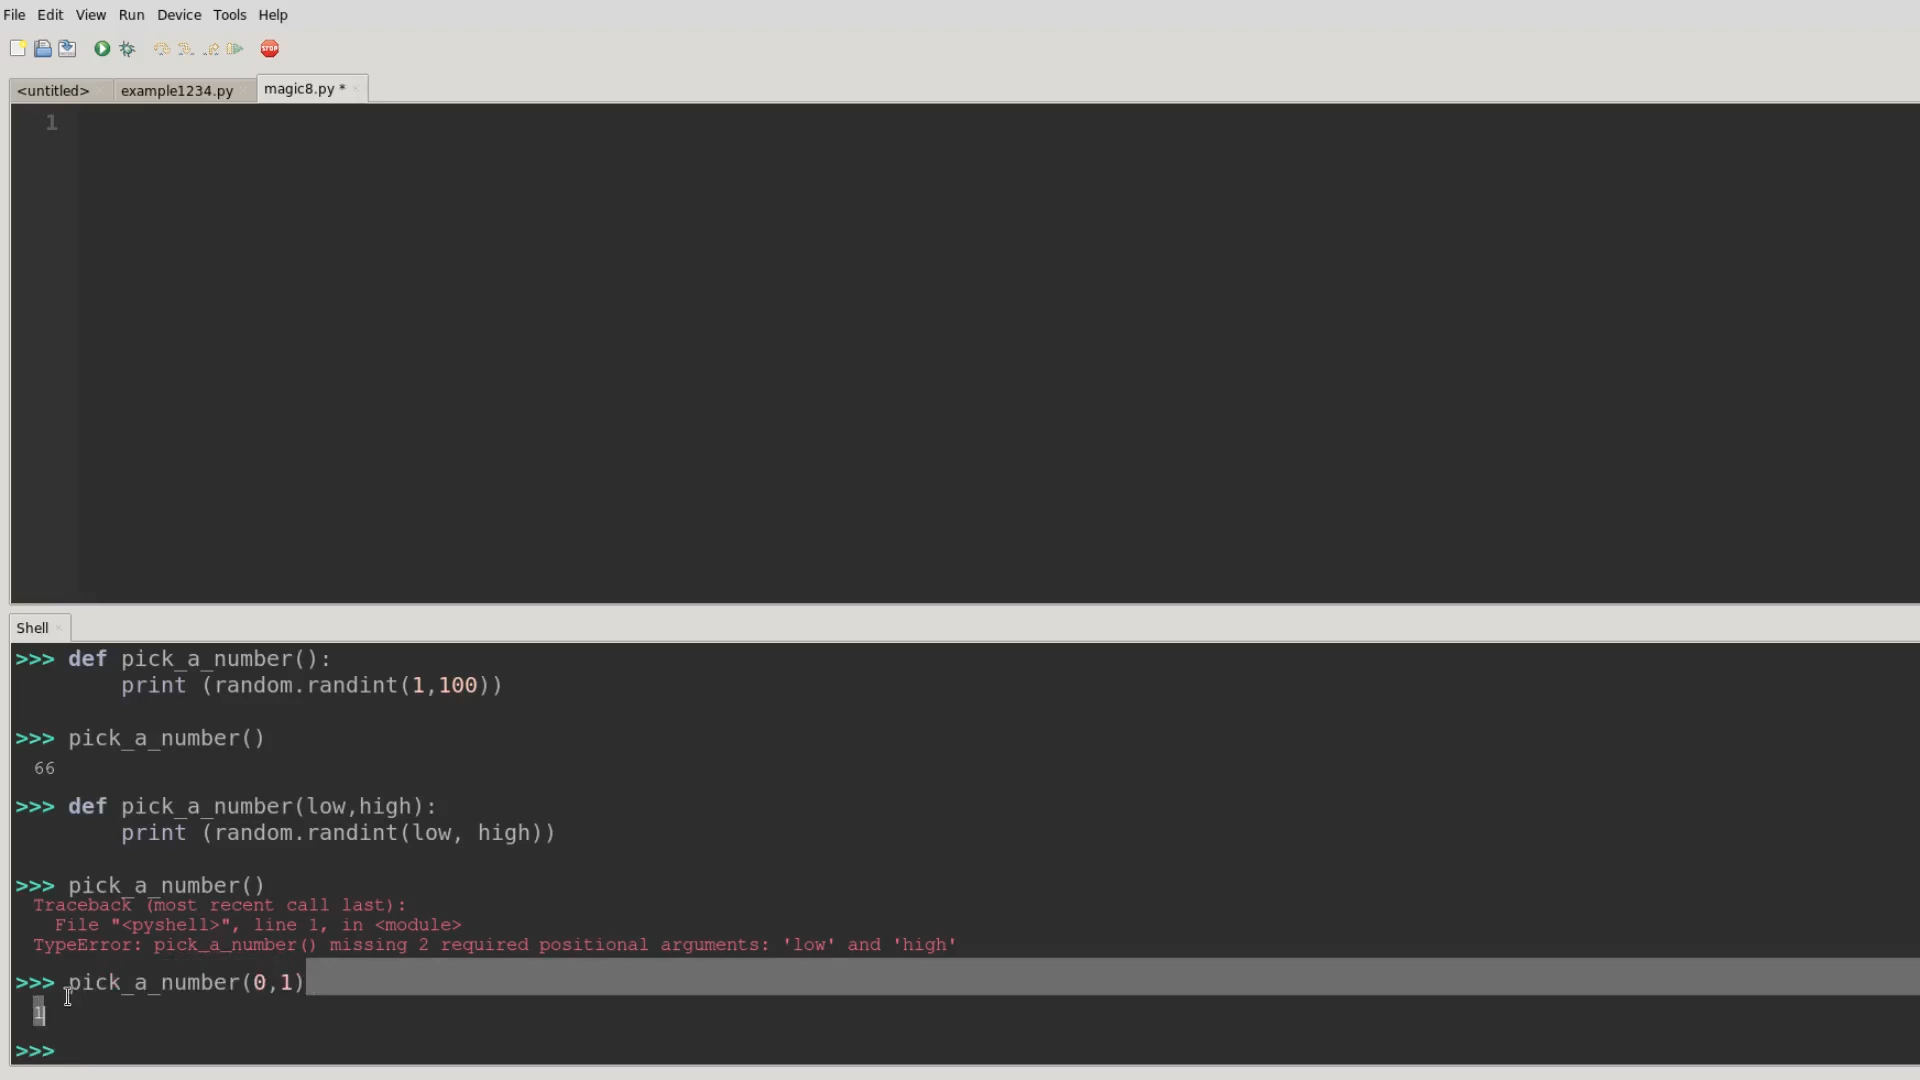 File Edit View Run Device Tools Help
STOP
<untitled> example1234.py magic8.py *
1
Shell
>>> def pick_a_number():
print (random.randint(1,100))
>>> pick_a_number()
66
>>> def pick_a_number(low,high):
print (random.randint(low, high))
>>> pick_a_number()
Traceback (most recent call last):
File "<pyshell>", line 1, in <module>
TypeError: pick_a_number() missing 2 required positional arguments: 'low' and 'high'
>>> pick_a_number(0,1)
1
>>>